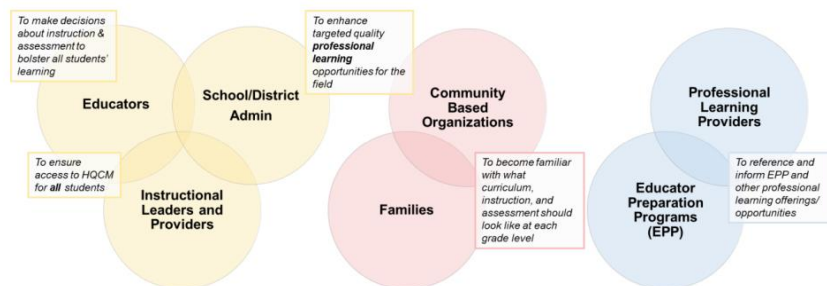 To make decisions
about instruction &
assessment to
bolster all students'
learning
Educators
School/District
Admin
To enhance
targeted quality
professional
learning
opportunities for the
field
To ensure
access to HQCM
for all students
Instructional
Leaders and
Providers
Community
Based
Organizations
Families
To become familiar
with what
curriculum,
instruction, and
assessment should
look like at each
grade level
Professional
Learning
Providers
Educator
Preparation
Programs
(EPP)
To reference and
inform EPP and
other professional
learning offerings/
opportunities